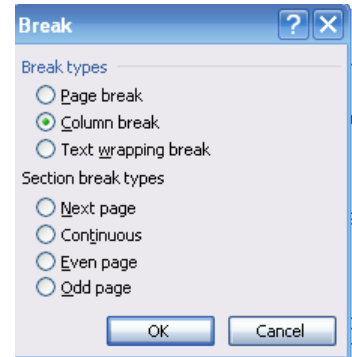 Break
Break types
Page break
Column break
Text wrapping break
Section break types
Next page
Continuous
Even page
Odd page
OK Cancel